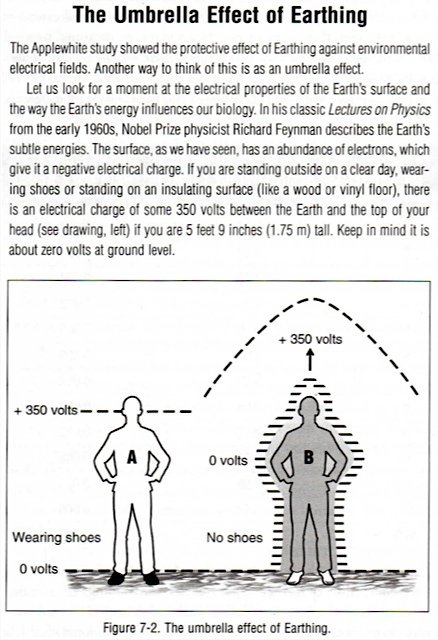 The Umbrella Effect of Earthing
The Applewhite study showed the protective effect of Earthing against environmental
electrical fields. Another way to think of this is as an umbrella effect.
Let us look for a moment at the electrical properties of the Earth's surface and
the way the Earth's energy influences our biology. In his classic Lectures on Physics
from the early 1960s, Nobel Prize physicist Richard Feynman describes the Earth's
subtle energies. The surface, as we have seen, has an abundance of electrons, which
give it a negative electrical charge. If you are standing outside on a clear day, wear-
ing shoes or standing on an insulating surface (like a wood or vinyl floor), there
is an electrical charge of some 350 volts between the Earth and the top of your
head (see drawing, left) if you are 5 feet 9 inches (1.75 m) tall. Keep in mind it is
about zero volts at ground level.
+ 350 volts
+ 350 volts
A
0 volts
B
Wearing shoes
No shoes
0 volts
Figure 7-2. The umbrella effect of Earthing.